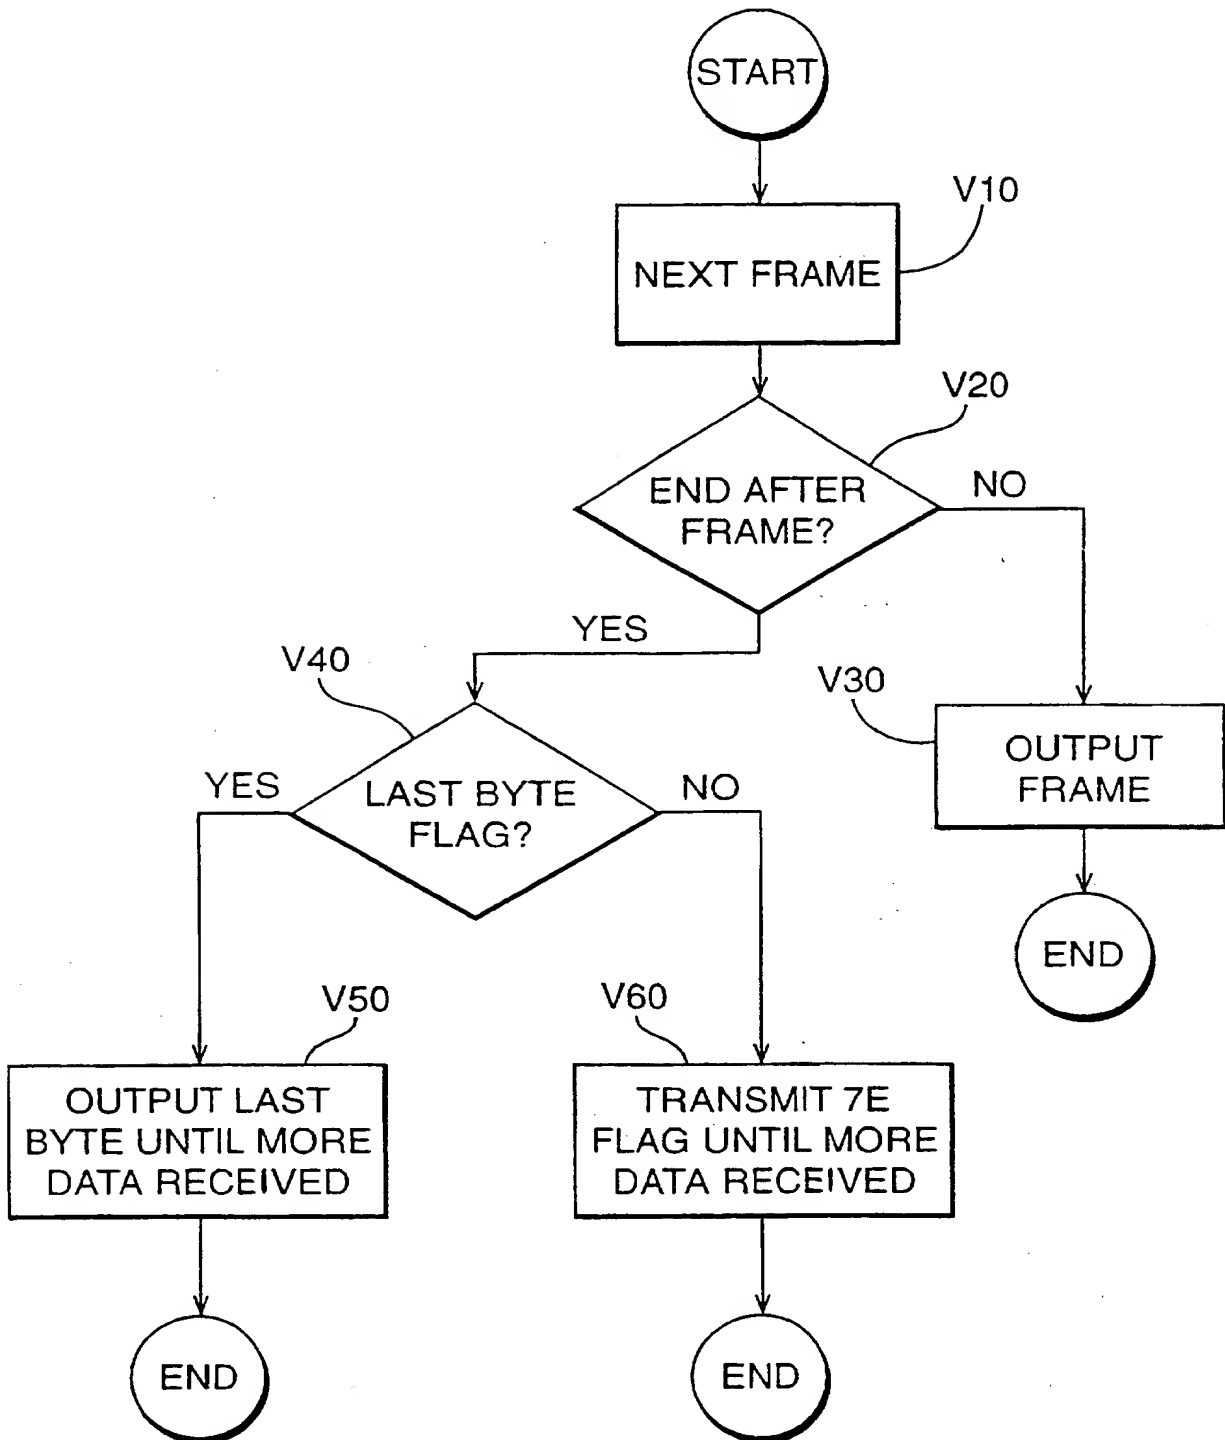 START
V10
NEXT FRAME
V20
END AFTER
FRAME?
NO
YES
V40
V30
OUTPUT
FRAME
YES
LAST BYTE
FLAG?
NO
END
V50
V60
OUTPUT LAST
BYTE UNTIL MORE
DATA RECEIVED
TRANSMIT 7E
FLAG UNTIL MORE
DATA RECEIVED
END
END